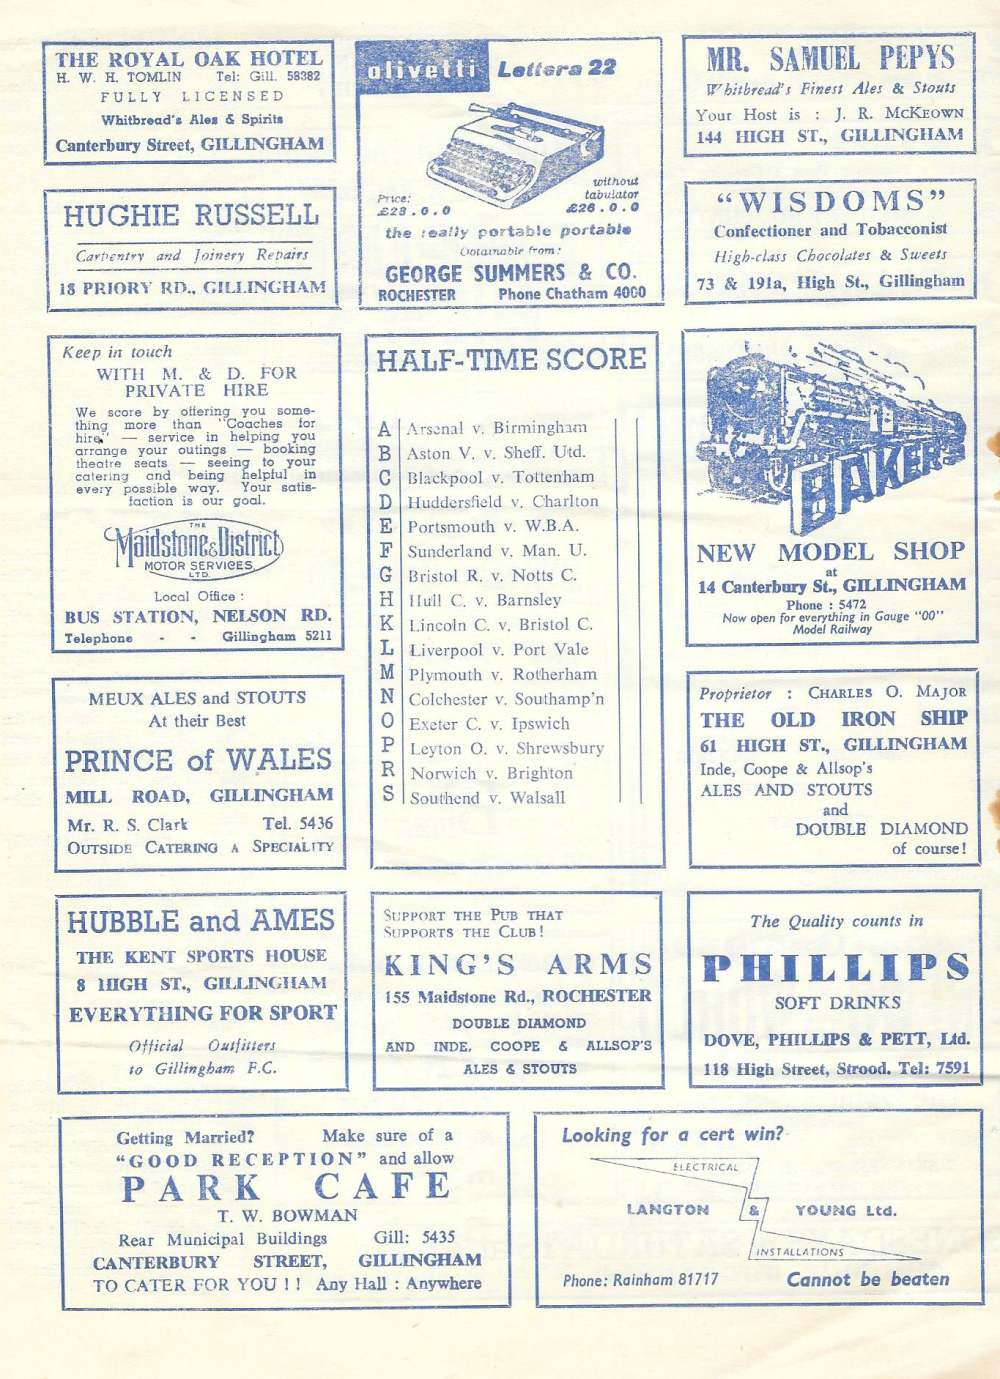 THE ROYAL OAK HOTEL
H. W. H. TOMLIN Tel: Gill. 58382
FULLY LICENSED
Whitbread's Ales & Spirits
Canterbury Street, GILLINGHAM
olivetti Lettera 22
Price:
£28.0.0
without
tabulator
£26.0.0
the really portable portable
Obtainable from:
GEORGE SUMMERS & CO.
ROCHESTER Phone Chatham 4000
MR. SAMUEL PEPYS
Whitbread's Finest Ales & Stouts
Your Host is : J. R. McKEOWN
144 HIGH ST., GILLINGHAM
HUGHIE RUSSELL
Carpentry and Joinery Repairs
18 PRIORY RD., GILLINGHAM
"WISDOMS"
Confectioner and Tobacconist
High-class Chocolates & Sweets
73 & 191a, High St., Gillingham
Keep in touch
WITH M. & D. FOR
PRIVATE HIRE
We score by offering you some-
thing more than "Coaches for
hire," — service in helping you
arrange your outings — booking
theatre seats — seeing to your
catering and being helpful in
every possible way. Your satis-
faction is our goal.
THE
Maidstone & District
MOTOR SERVICES
LTD.
Local Office :
BUS STATION, NELSON RD.
Telephone - - Gillingham 5211
HALF-TIME SCORE
A Arsenal v. Birmingham
B Aston V. v. Sheff. Utd.
C Blackpool v. Tottenham
D Huddersfield v. Charlton
E Portsmouth v. W.B.A.
F Sunderland v. Man. U.
G Bristol R. v. Notts C.
H Hull C. v. Barnsley
K Lincoln C. v. Bristol C.
L Liverpool v. Port Vale
M Plymouth v. Rotherham
N Colchester v. Southamp'n
O Exeter C. v. Ipswich
P Leyton O. v. Shrewsbury
R Norwich v. Brighton
S Southend v. Walsall
BAKERS
NEW MODEL SHOP
at
14 Canterbury St., GILLINGHAM
Phone : 5472
Now open for everything in Gauge "00"
Model Railway
MEUX ALES and STOUTS
At their Best
PRINCE of WALES
MILL ROAD, GILLINGHAM
Mr. R. S. Clark Tel. 5436
OUTSIDE CATERING A SPECIALITY
Proprietor : CHARLES O. MAJOR
THE OLD IRON SHIP
61 HIGH ST., GILLINGHAM
Inde, Coope & Allsop's
ALES AND STOUTS
and
DOUBLE DIAMOND
of course!
HUBBLE and AMES
THE KENT SPORTS HOUSE
8 HIGH ST., GILLINGHAM
EVERYTHING FOR SPORT
Official Outfitters
to Gillingham F.C.
SUPPORT THE PUB THAT
SUPPORTS THE CLUB!
KING'S ARMS
155 Maidstone Rd., ROCHESTER
DOUBLE DIAMOND
AND INDE, COOPE & ALLSOP'S
ALES & STOUTS
The Quality counts in
PHILLIPS
SOFT DRINKS
DOVE, PHILLIPS & PETT, Ltd.
118 High Street, Strood. Tel: 7591
Getting Married? Make sure of a
"GOOD RECEPTION" and allow
PARK CAFE
T. W. BOWMAN
Rear Municipal Buildings Gill: 5435
CANTERBURY STREET, GILLINGHAM
TO CATER FOR YOU ! ! Any Hall : Anywhere
Looking for a cert win?
ELECTRICAL
LANGTON & YOUNG Ltd.
INSTALLATIONS
Phone: Rainham 81717 Cannot be beaten